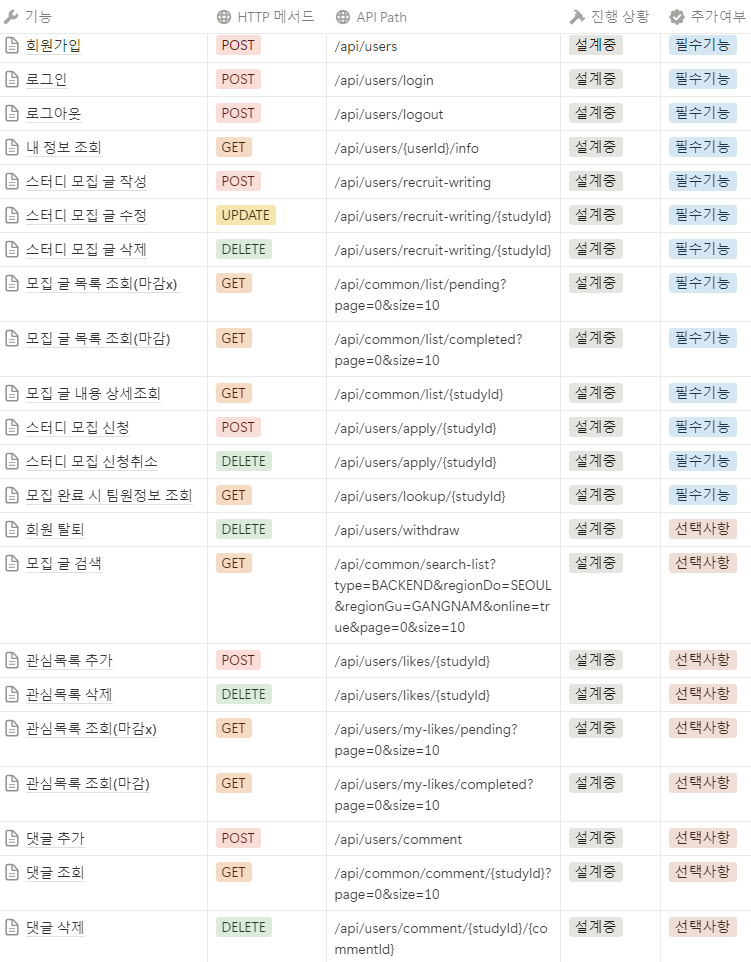 기능 HTTP 메서드 API Path 진행 상황 추가여부
회원가입 POST /api/users 설계중 필수기능
로그인 POST /api/users/login 설계중 필수기능
로그아웃 POST /api/users/logout 설계중 필수기능
내 정보 조회 GET /api/users/{userId}/info 설계중 필수기능
스터디 모집 글 작성 POST /api/users/recruit-writing 설계중 필수기능
스터디 모집 글 수정 UPDATE /api/users/recruit-writing/{studyId} 설계중 필수기능
스터디 모집 글 삭제 DELETE /api/users/recruit-writing/{studyId} 설계중 필수기능
모집 글 목록 조회(마감x) GET /api/common/list/pending? 설계중 필수기능
page=0&size=10
모집 글 목록 조회(마감) GET /api/common/list/completed? 설계중 필수기능
page=0&size=10
모집 글 내용 상세조회 GET /api/common/list/{studyId} 설계중 필수기능
스터디 모집 신청 POST /api/users/apply/{studyId} 설계중 필수기능
스터디 모집 신청취소 DELETE /api/users/apply/{studyId} 설계중 필수기능
모집 완료 시 팀원정보 조회 GET /api/users/lookup/{studyId} 설계중 필수기능
회원 탈퇴 DELETE /api/users/withdraw 설계중 선택사항
모집 글 검색 GET /api/common/search-list? 설계중 선택사항
type=BACKEND&regionDo=SEOUL
&regionGu=GANGNAM&online=tr
ue&page=0&size=10
관심목록 추가 POST /api/users/likes/{studyId} 설계중 선택사항
관심목록 삭제 DELETE /api/users/likes/{studyId} 설계중 선택사항
관심목록 조회(마감x) GET /api/users/my-likes/pending? 설계중 선택사항
page=0&size=10
관심목록 조회(마감) GET /api/users/my-likes/completed? 설계중 선택사항
page=0&size=10
댓글 추가 POST /api/users/comment 설계중 선택사항
댓글 조회 GET /api/common/comment/{studyId}? 설계중 선택사항
page=0&size=10
댓글 삭제 DELETE /api/users/comment/{studyId}/{co 설계중 선택사항
mmentId}